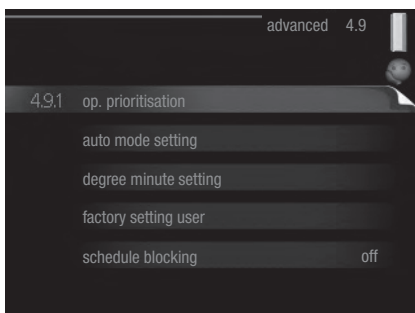 advanced 4.9
4.9.1 op. prioritisation
auto mode setting
degree minute setting
factory setting user
schedule blocking off